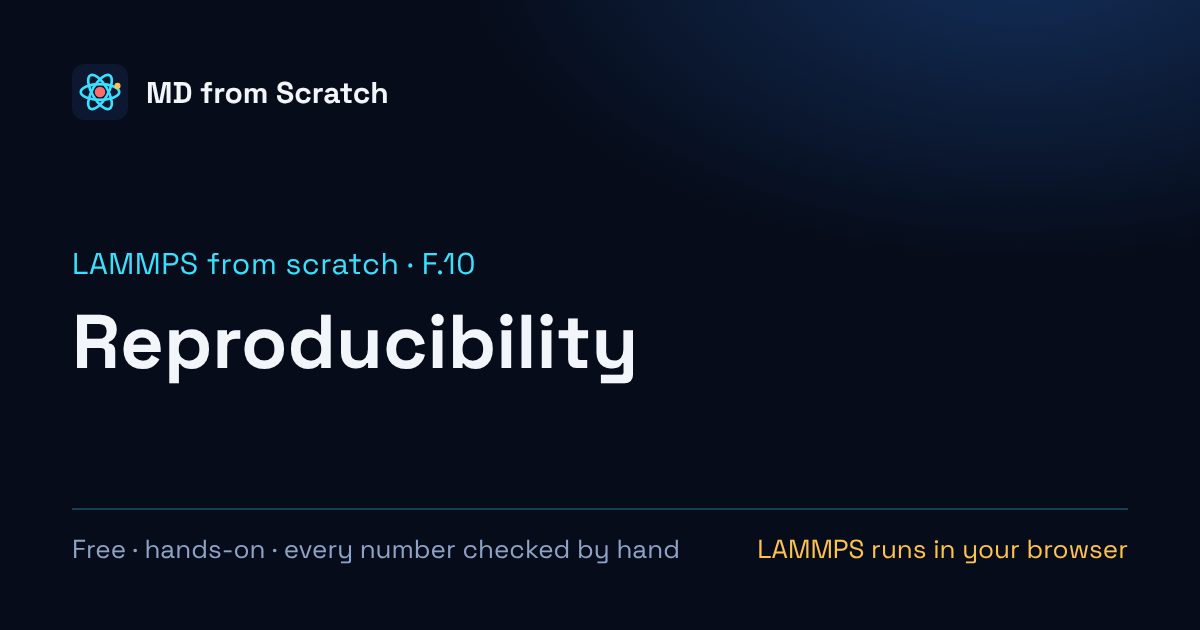 MD from Scratch
LAMMPS from scratch · F.10
Reproducibility
Free · hands-on · every number checked by hand
LAMMPS runs in your browser